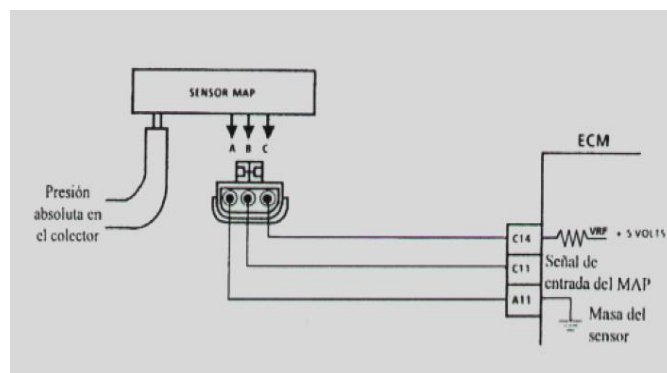 SENSOR MAP
A B C
ECM
Presión
absoluta en
el colector
C14
VRF + 5 VOLTS
C11
Señal de
entrada del MAP
A11
Masa del
sensor